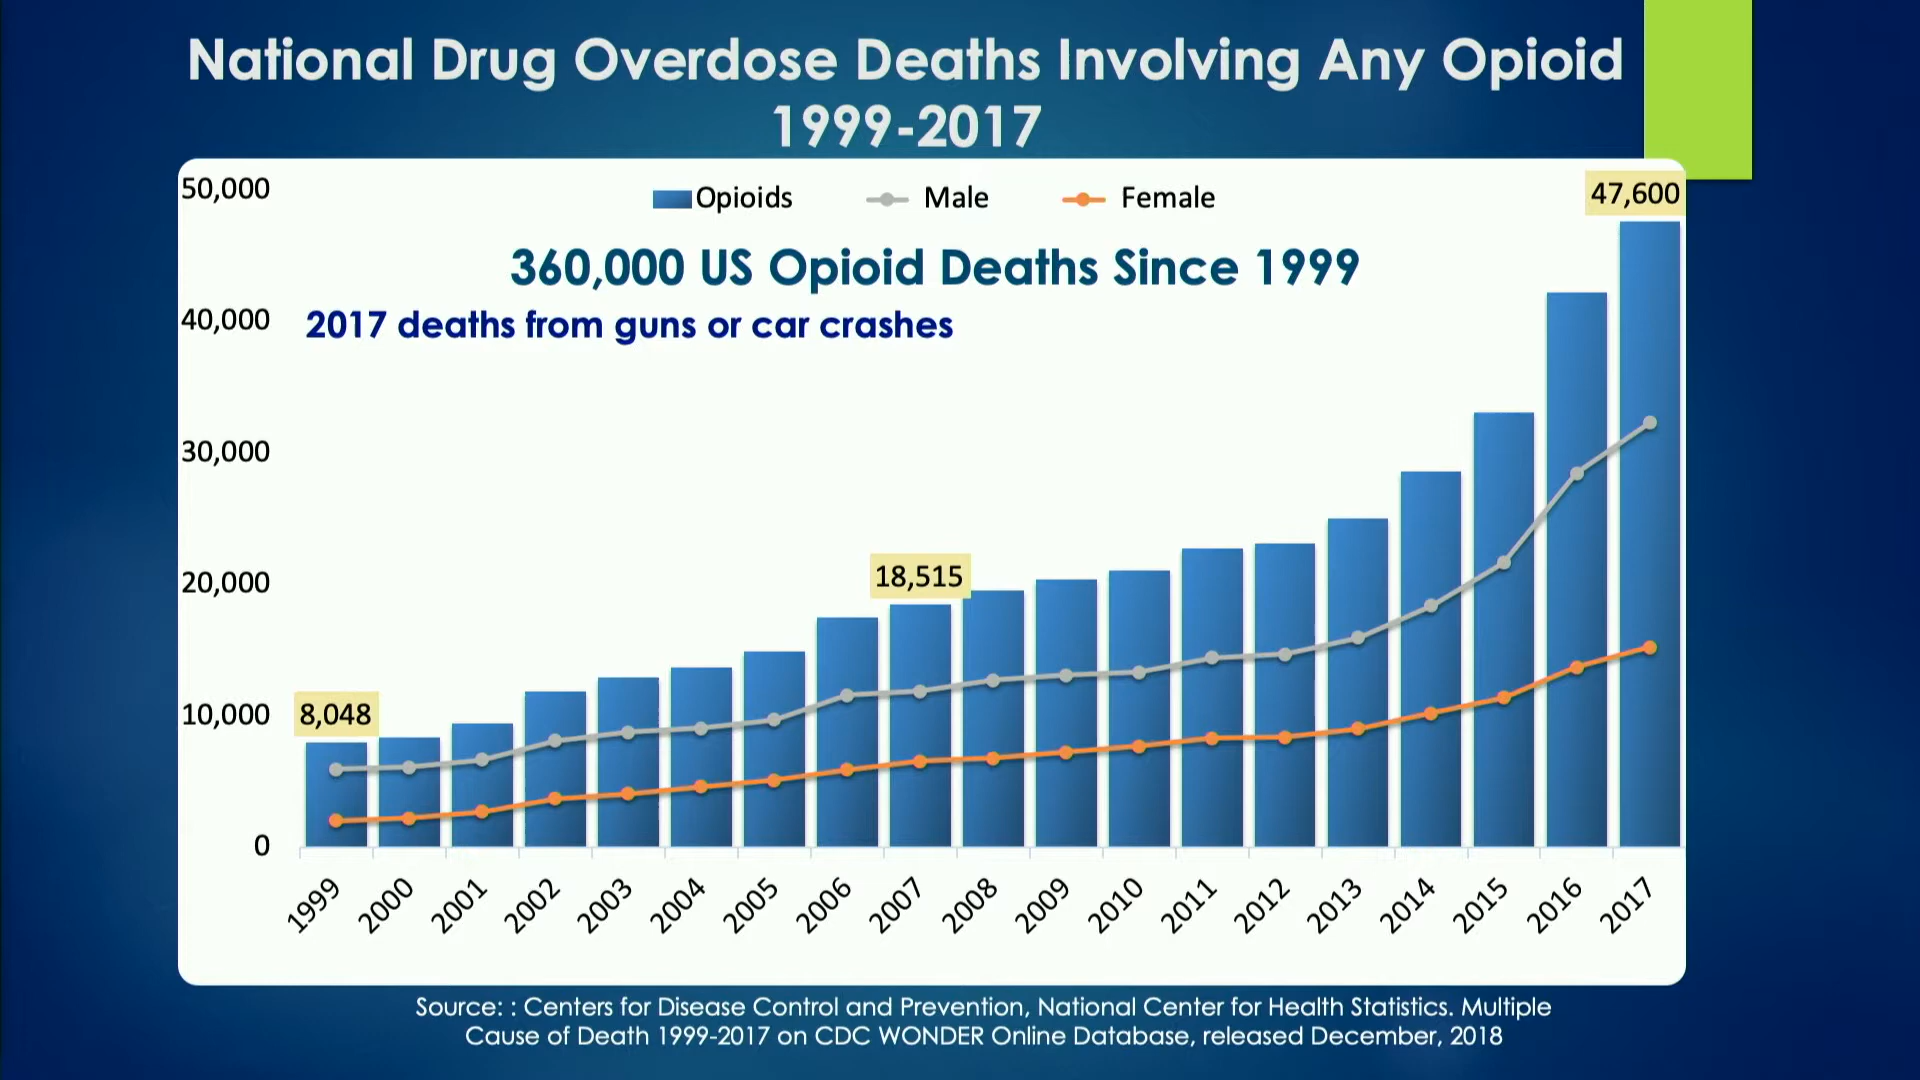 National Drug Overdose Deaths Involving Any Opioid
1999-2017
50,000
Opioids Male Female
47,600
360,000 US Opioid Deaths Since 1999
40,000
2017 deaths from guns or car crashes
30,000
18,515
20,000
10,000
8,048
0
1999 2000 2001 2002 2003 2004 2005 2006 2007 2008 2009 2010 2011 2012 2013 2014 2015 2016 2017
Source: : Centers for Disease Control and Prevention, National Center for Health Statistics. Multiple
Cause of Death 1999-2017 on CDC WONDER Online Database, released December, 2018